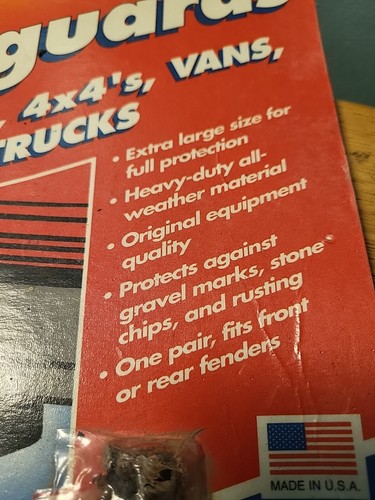 guards
4x4's, VANS,
TRUCKS
• Extra large size for
full protection
• Heavy-duty all-
weather material
• Original equipment
quality
• Protects against
gravel marks, stone
chips, and rusting
• One pair, fits front
or rear fenders
MADE IN U.S.A.